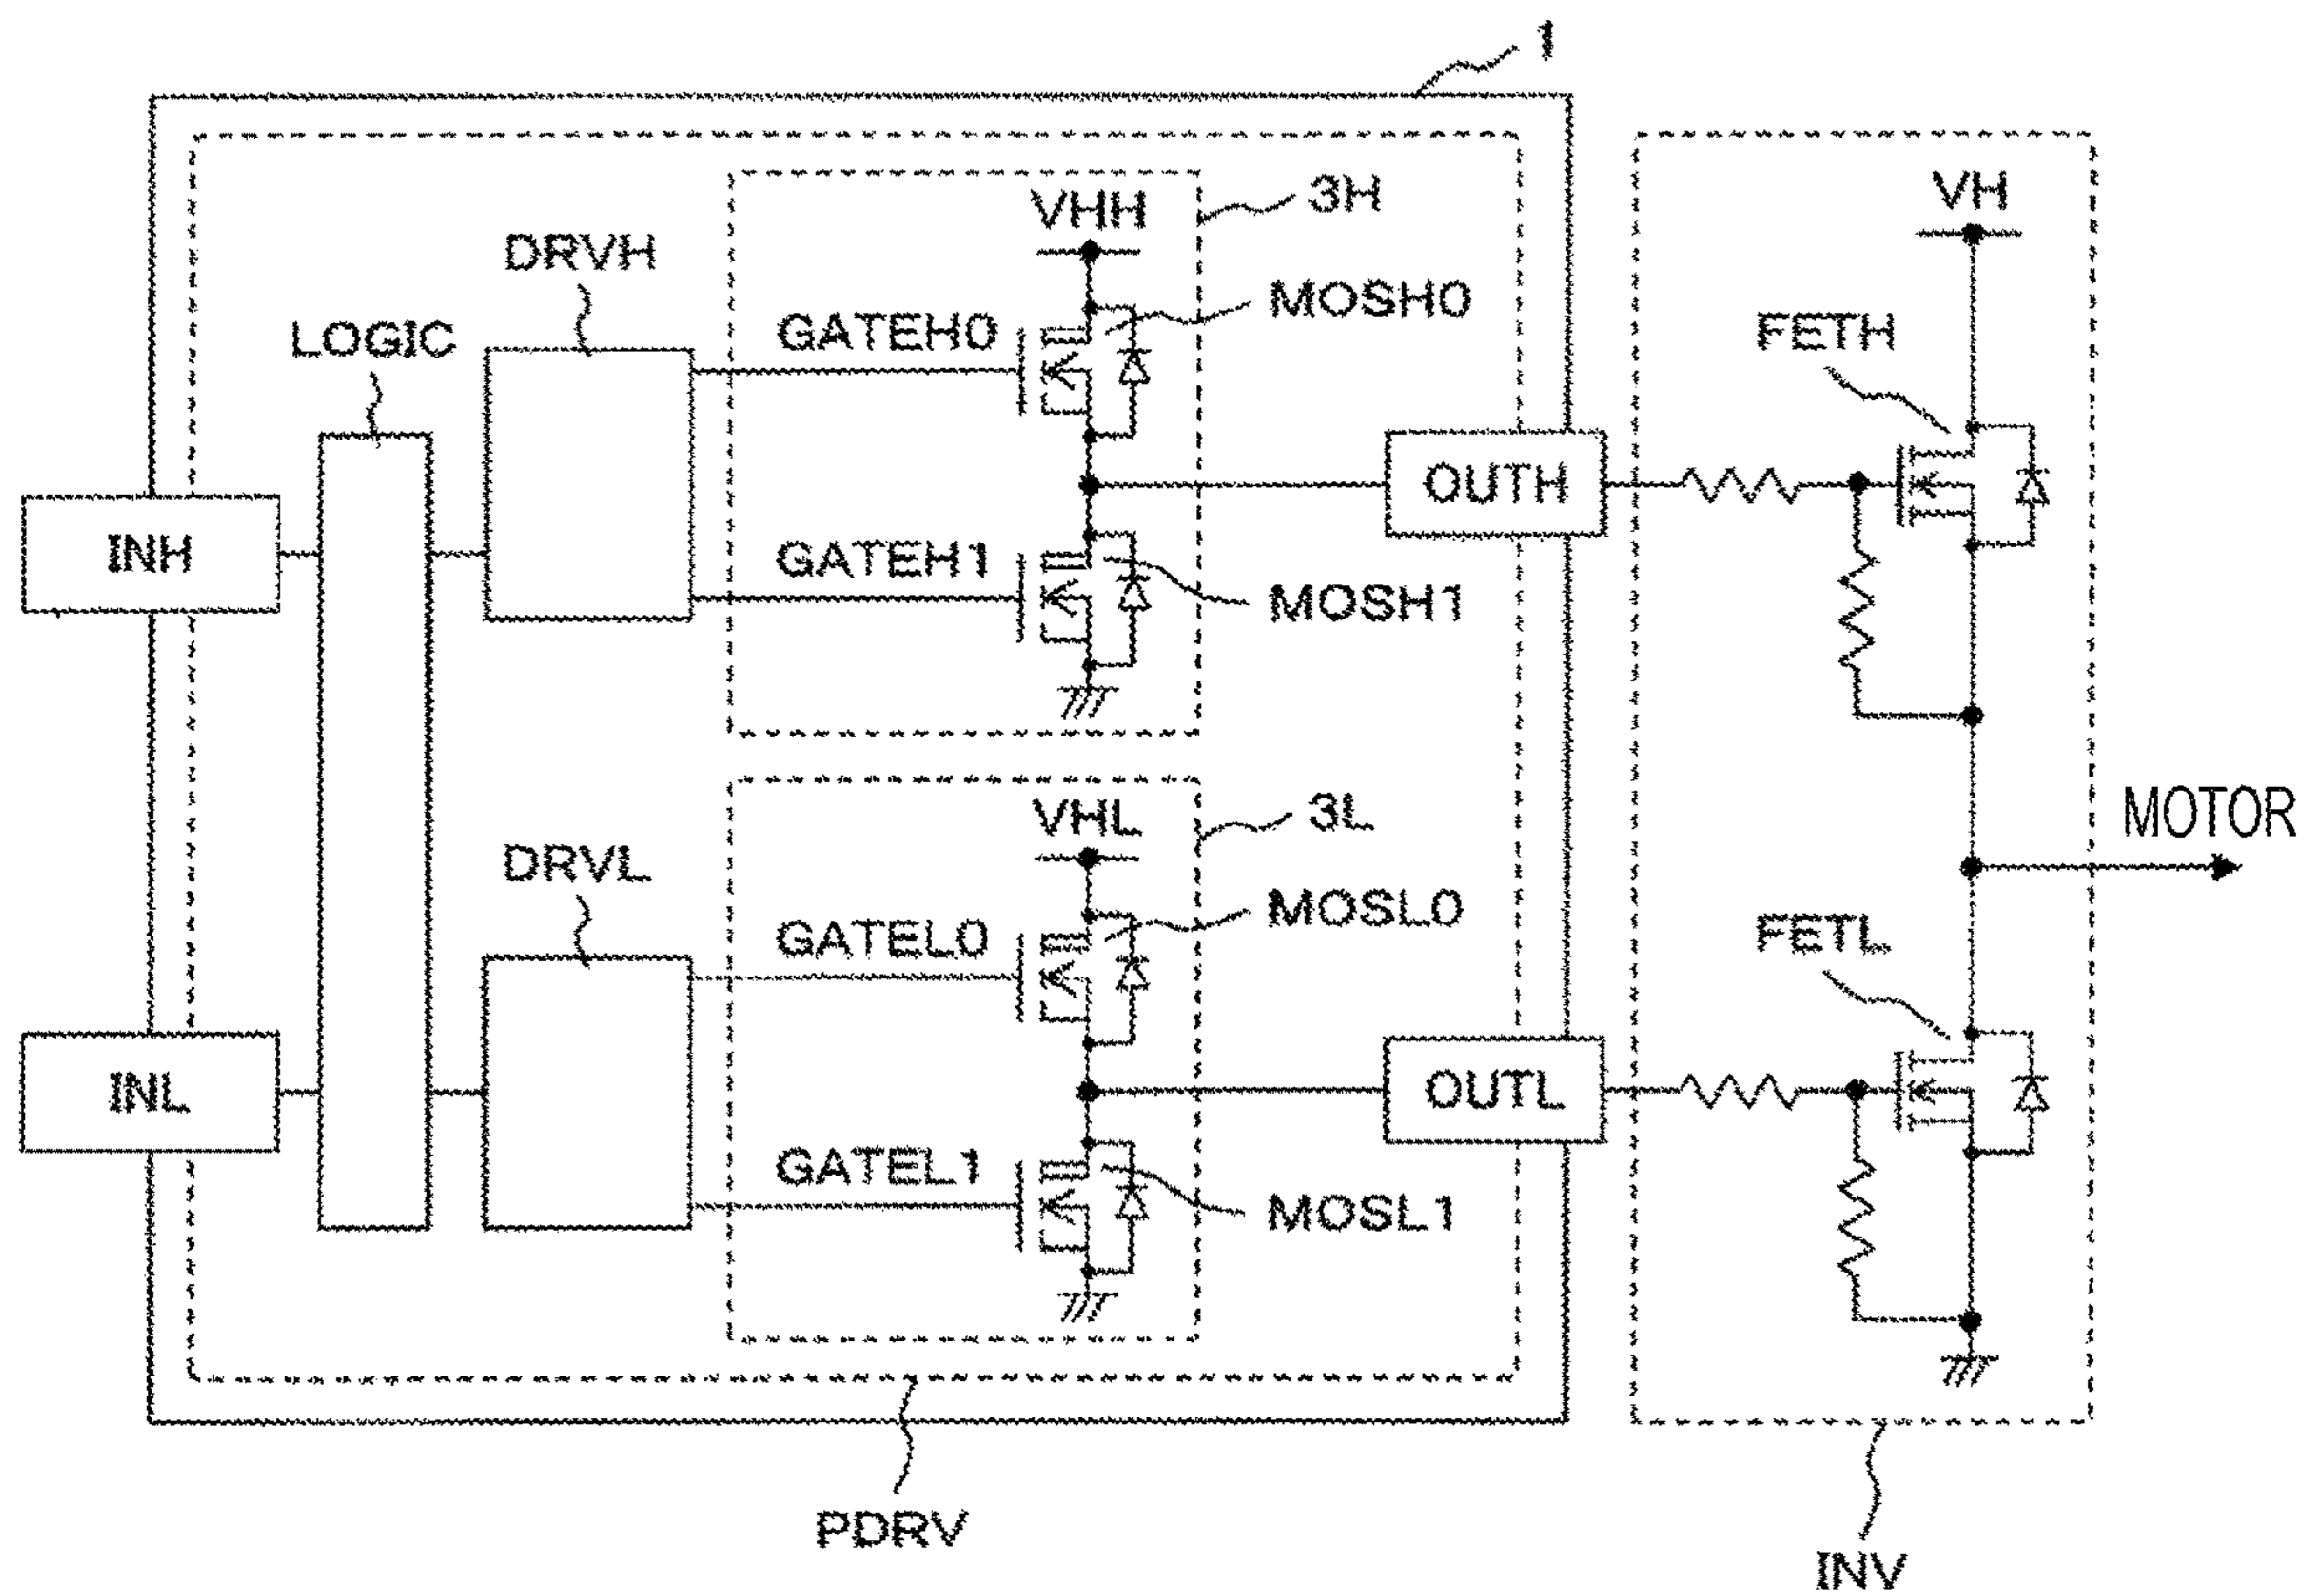 1
3H
VHH
VH
DRVH
MOSH0
GATEH0
FETH
LOGIC
OUTH
INH
GATEH1
MOSH1
3L
VHL
MOTOR
DRVL
MOSL0
GATEL0
FETL
INL
OUTL
GATEL1
MOSL1
PDRV
INV